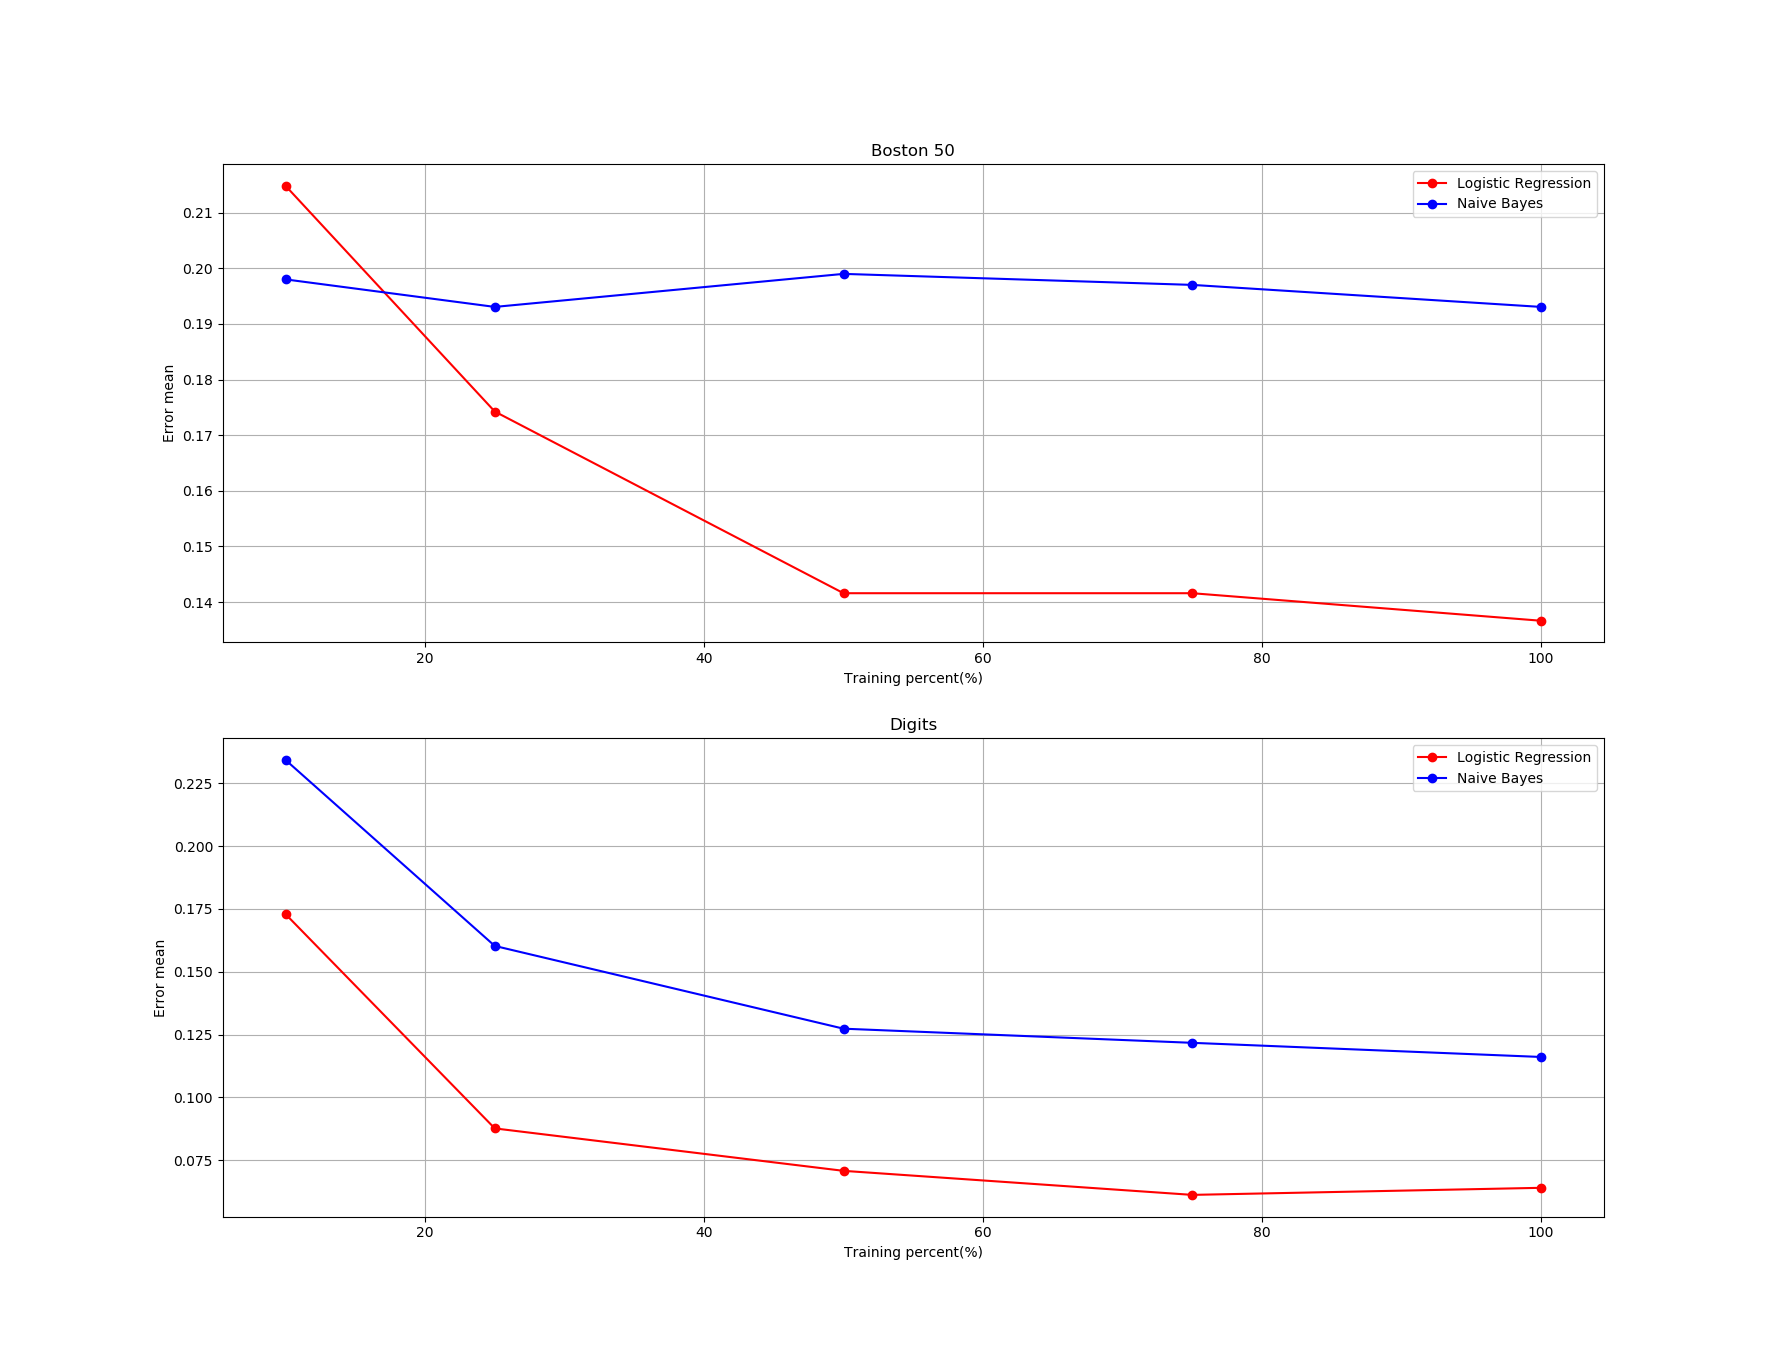 Boston 50
Logistic Regression
Naive Bayes
0.21
0.20
0.19
0.18
0.17
0.16
0.15
0.14
Error mean
20 40 60 80 100
Training percent(%)
Digits
Logistic Regression
Naive Bayes
0.225
0.200
0.175
0.150
0.125
0.100
0.075
Error mean
20 40 60 80 100
Training percent(%)